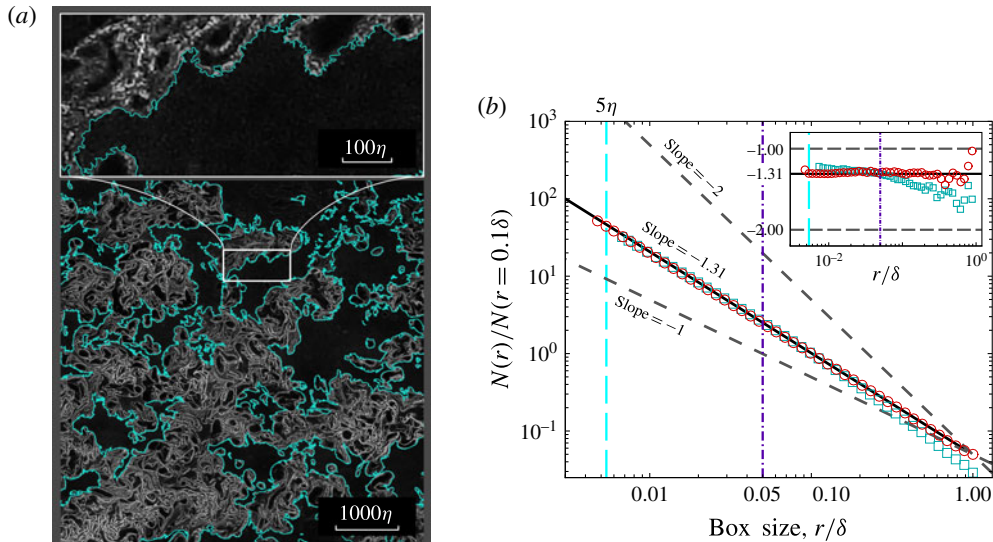 (a)
100η
1000η
(b)
5η
10³
10²
10¹
10⁰
10⁻¹
N(r)/N(r = 0.1δ)
0.01
0.05
0.10
1.00
Box size, r/δ
Slope = −2
Slope = −1.31
Slope = −1
−1.00
−1.31
−2.00
10⁻²
10⁰
r/δ